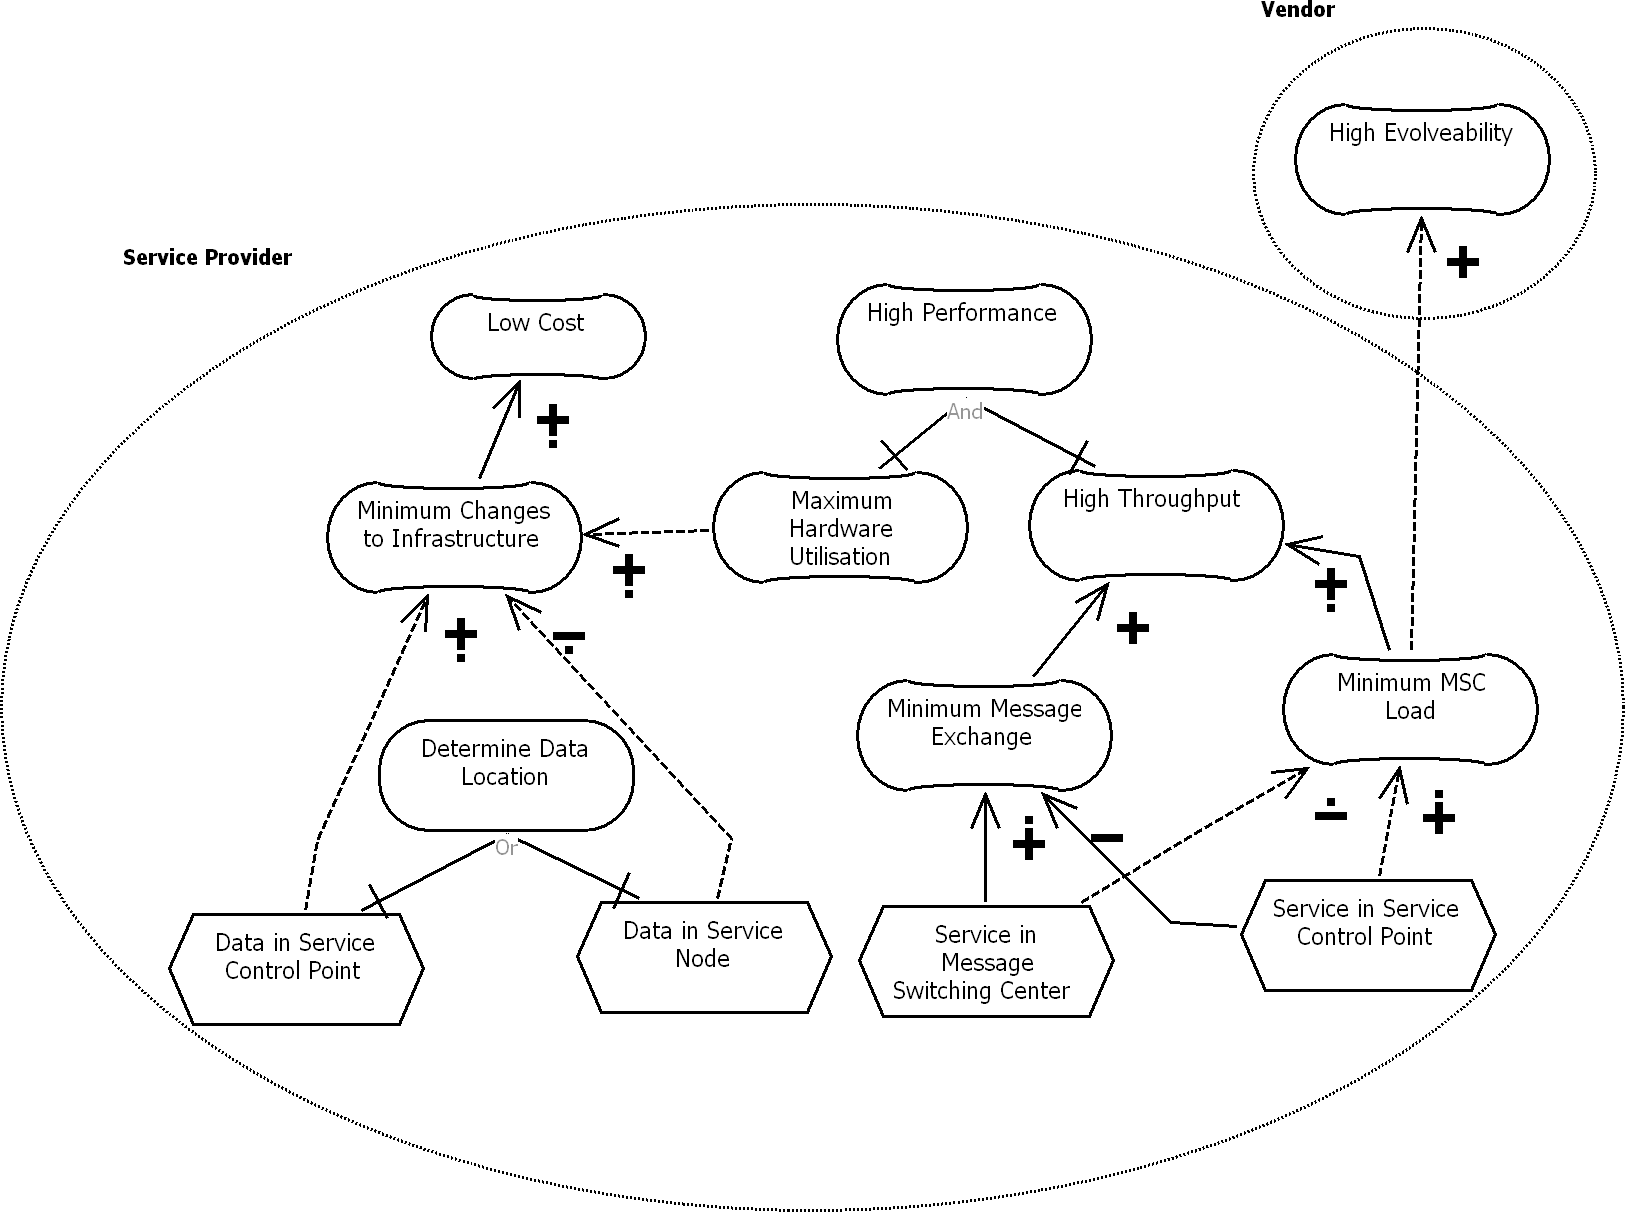 Vendor
High Evolveability
Service Provider
Low Cost
High Performance
And
Minimum Changes
to Infrastructure
Maximum
Hardware
Utilisation
High Throughput
Minimum Message
Exchange
Minimum MSC
Load
Determine Data
Location
Or
Data in Service
Control Point
Data in Service
Node
Service in
Message
Switching Center
Service in Service
Control Point